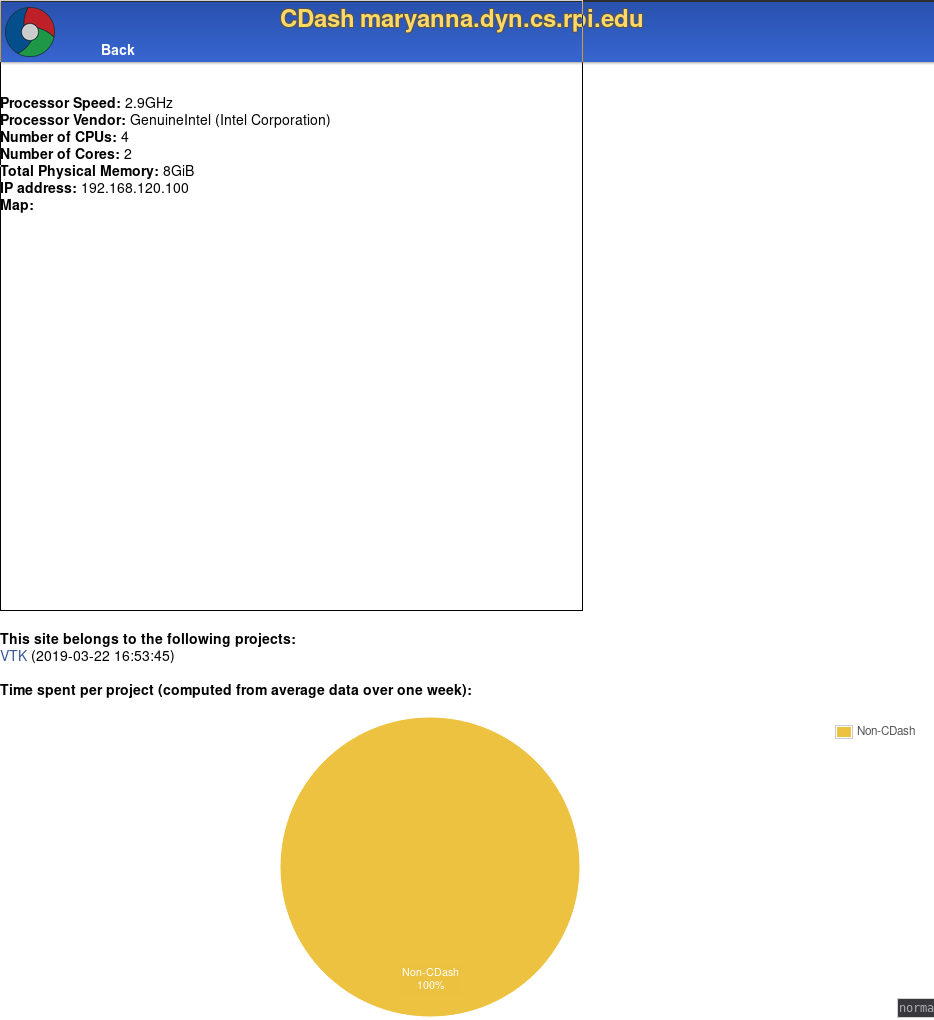 CDash maryanna.dyn.cs.rpi.edu
Back
Processor Speed: 2.9GHz
Processor Vendor: GenuineIntel (Intel Corporation)
Number of CPUs: 4
Number of Cores: 2
Total Physical Memory: 8GiB
IP address: 192.168.120.100
Map:
This site belongs to the following projects:
VTK (2019-03-22 16:53:45)
Time spent per project (computed from average data over one week):
Non-CDash
Non-CDash
100%
norma